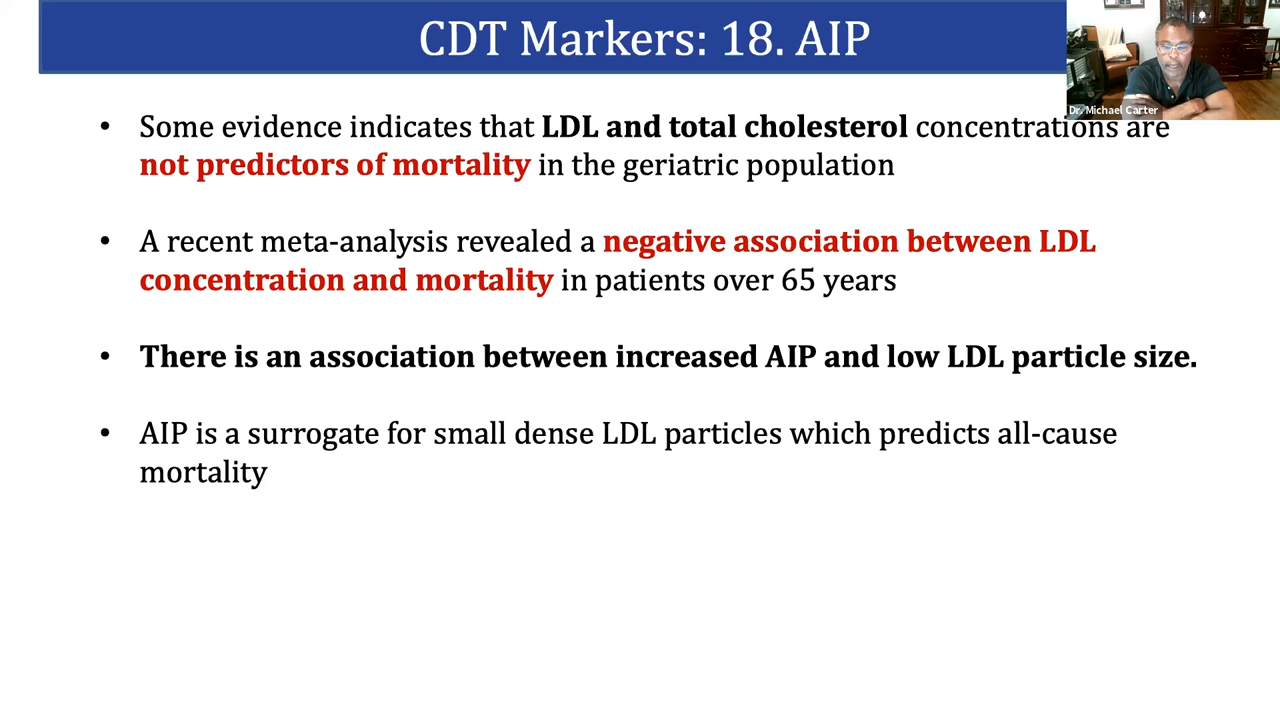 CDT Markers: 18. AIP
Dr. Michael Carter
• Some evidence indicates that LDL and total cholesterol concentrations are
not predictors of mortality in the geriatric population
• A recent meta-analysis revealed a negative association between LDL
concentration and mortality in patients over 65 years
• There is an association between increased AIP and low LDL particle size.
• AIP is a surrogate for small dense LDL particles which predicts all-cause
mortality